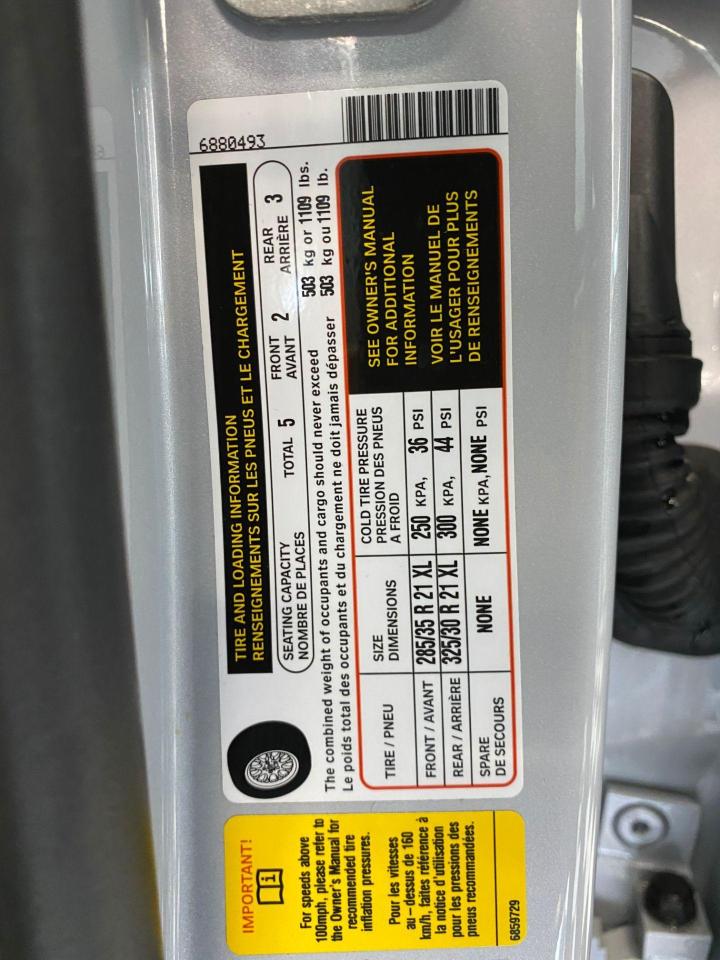 6880493
TIRE AND LOADING INFORMATION
RENSEIGNEMENTS SUR LES PNEUS ET LE CHARGEMENT
SEATING CAPACITY
NOMBRE DE PLACES
TOTAL 5
FRONT
AVANT 2
REAR
ARRIÈRE 3
The combined weight of occupants and cargo should never exceed 503 kg or 1109 lbs.
Le poids total des occupants et du chargement ne doit jamais dépasser 503 kg ou 1109 lb.
TIRE / PNEU
SIZE
DIMENSIONS
COLD TIRE PRESSURE
PRESSION DES PNEUS
A FROID
FRONT / AVANT 285/35 R 21 XL 250 KPA, 36 PSI
REAR / ARRIÈRE 325/30 R 21 XL 300 KPA, 44 PSI
SPARE
DE SECOURS
NONE NONE KPA, NONE PSI
SEE OWNER'S MANUAL
FOR ADDITIONAL
INFORMATION
VOIR LE MANUEL DE
L'USAGER POUR PLUS
DE RENSEIGNEMENTS
IMPORTANT!
For speeds above
100mph, please refer to
the Owner's Manual for
recommended tire
inflation pressures.
Pour les vitesses
au - dessus de 160
km/h, faites référence à
la notice d'utilisation
pour les pressions des
pneus recommandées.
6859729